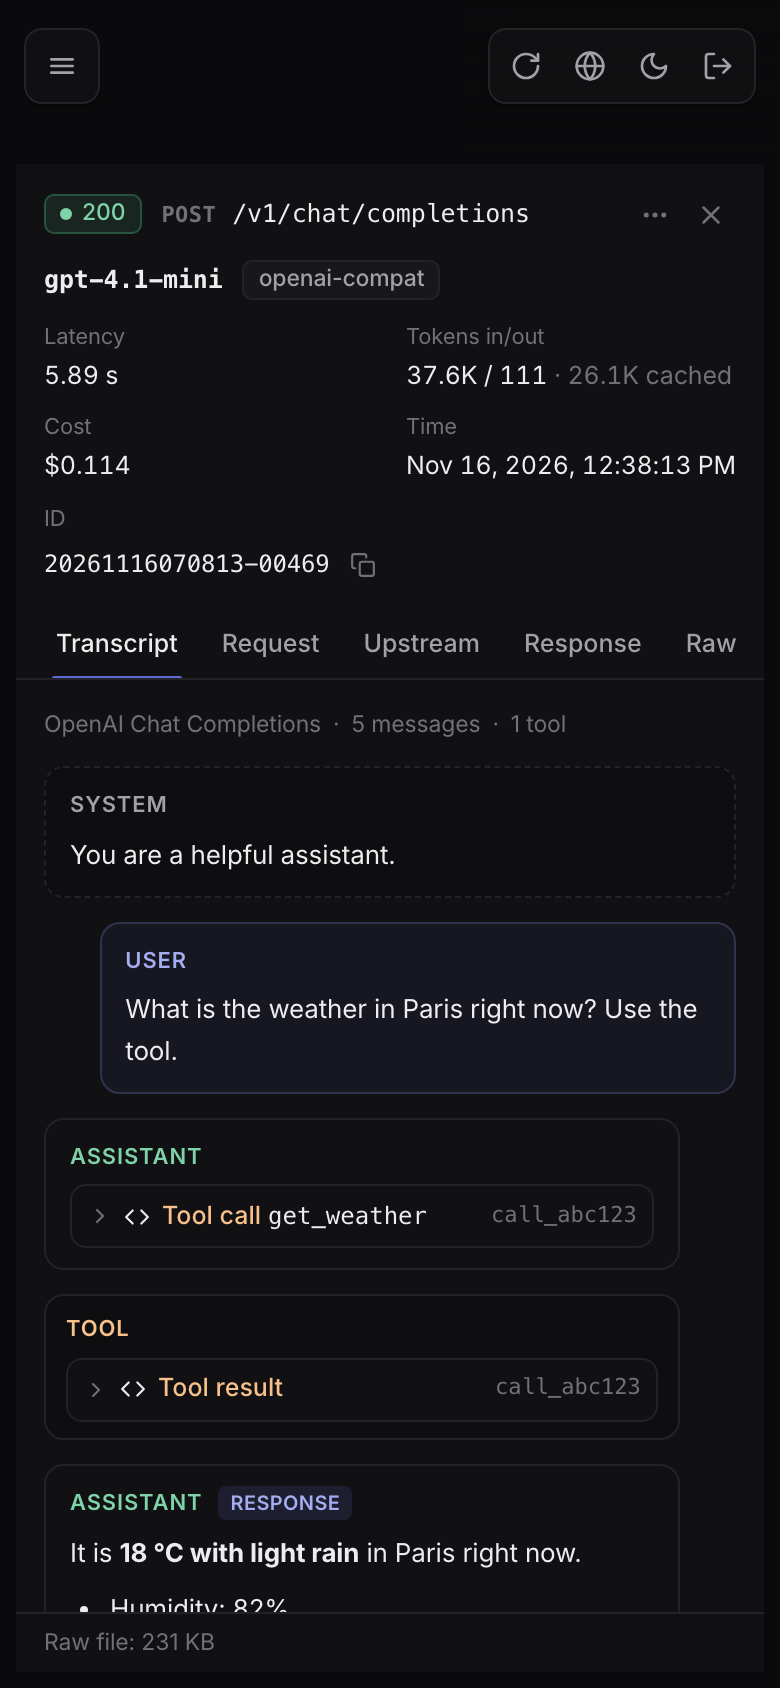 200 POST /v1/chat/completions
gpt-4.1-mini openai-compat
Latency Tokens in/out
5.89 s 37.6K / 111 · 26.1K cached
Cost Time
$0.114 Nov 16, 2026, 12:38:13 PM
ID
20261116070813-00469
Transcript Request Upstream Response Raw
OpenAI Chat Completions · 5 messages · 1 tool
SYSTEM
You are a helpful assistant.
USER
What is the weather in Paris right now? Use the
tool.
ASSISTANT
Tool call get_weather call_abc123
TOOL
Tool result call_abc123
ASSISTANT RESPONSE
It is 18 °C with light rain in Paris right now.
• Humidity: 82%
Raw file: 231 KB